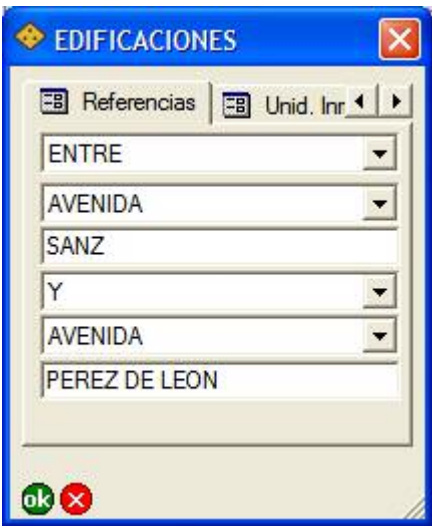 EDIFICACIONES
Referencias Unid. Inr
ENTRE
AVENIDA
SANZ
Y
AVENIDA
PEREZ DE LEON
ok